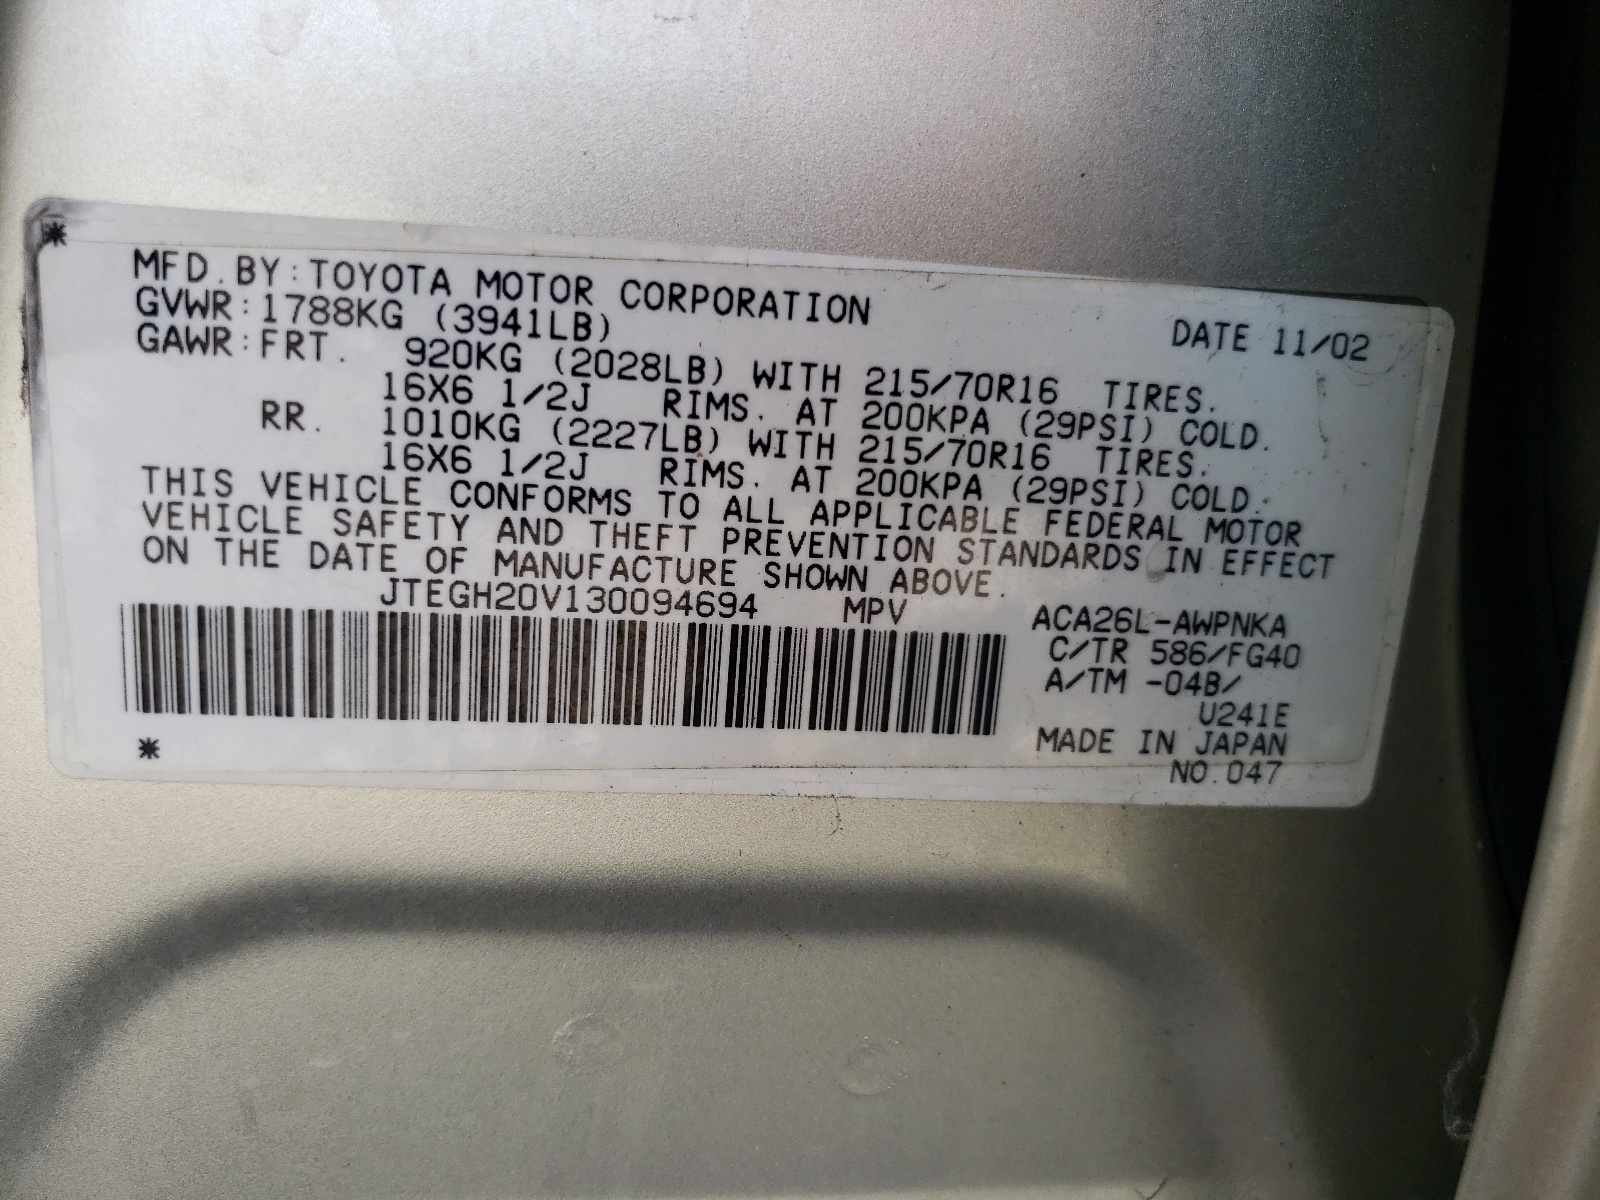 MFD.BY:TOYOTA MOTOR CORPORATION DATE 11/02
GVWR:1788KG (3941LB)
GAWR:FRT. 920KG (2028LB) WITH 215/70R16 TIRES.
16X6 1/2J RIMS. AT 200KPA (29PSI) COLD.
RR. 1010KG (2227LB) WITH 215/70R16 TIRES.
16X6 1/2J RIMS. AT 200KPA (29PSI) COLD.
THIS VEHICLE CONFORMS TO ALL APPLICABLE FEDERAL MOTOR
VEHICLE SAFETY AND THEFT PREVENTION STANDARDS IN EFFECT
ON THE DATE OF MANUFACTURE SHOWN ABOVE.
JTEGH20V130094694 MPV
ACA26L-AWPNKA
C/TR 586/FG40
A/TM -04B/
U241E
MADE IN JAPAN
NO.047